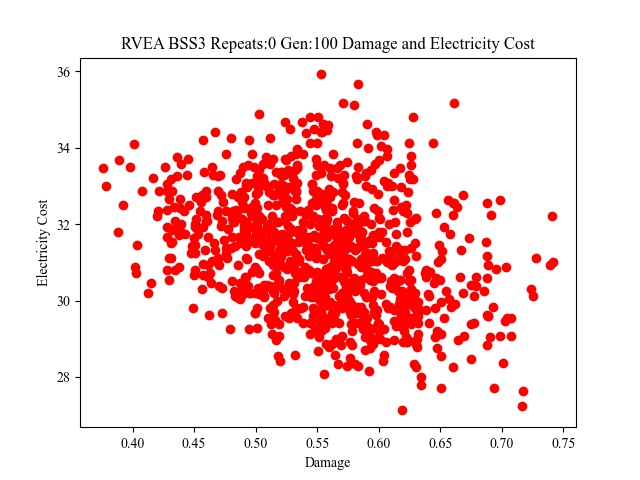 RVEA BSS3 Repeats:0 Gen:100 Damage and Electricity Cost
36
34
32
30
28
Electricity Cost
0.40 0.45 0.50 0.55 0.60 0.65 0.70 0.75
Damage